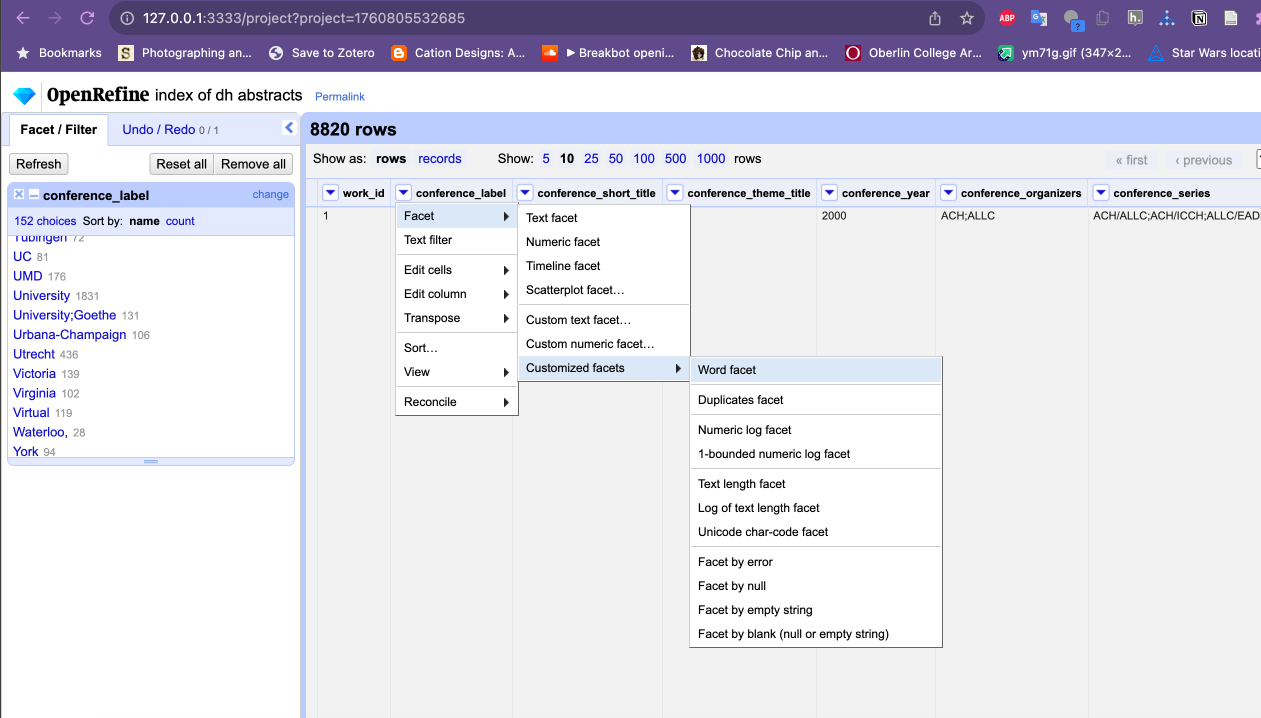 127.0.0.1:3333/project?project=1760805532685
ABP
h.
N
?
Bookmarks
S Photographing an...
Save to Zotero
Cation Designs: A...
▶ Breakbot openi...
Chocolate Chip an...
Oberlin College Ar...
ym71g.gif (347×2...
Star Wars locati
OpenRefine index of dh abstracts Permalink
Facet / Filter Undo / Redo 0 / 1
8820 rows
Refresh Reset all Remove all
Show as: rows records Show: 5 10 25 50 100 500 1000 rows « first ‹ previous
conference_label change
152 choices Sort by: name count
Tübingen 72
UC 81
UMD 176
University 1831
University;Goethe 131
Urbana-Champaign 106
Utrecht 436
Victoria 139
Virginia 102
Virtual 119
Waterloo, 28
York 94
work_id conference_label conference_short_title conference_theme_title conference_year conference_organizers conference_series
1 2000 ACH;ALLC ACH/ALLC;ACH/ICCH;ALLC/EADI
Facet
Text filter
Edit cells
Edit column
Transpose
Sort…
View
Reconcile
Text facet
Numeric facet
Timeline facet
Scatterplot facet…
Custom text facet…
Custom numeric facet…
Customized facets
Word facet
Duplicates facet
Numeric log facet
1-bounded numeric log facet
Text length facet
Log of text length facet
Unicode char-code facet
Facet by error
Facet by null
Facet by empty string
Facet by blank (null or empty string)